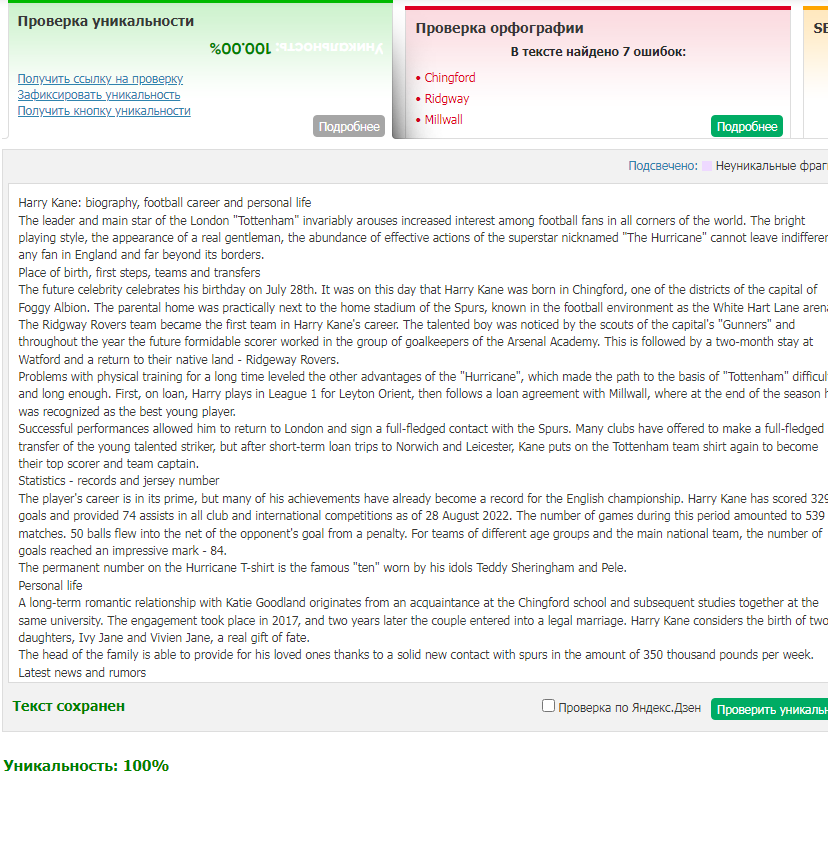 Проверка уникальности
Уникальность: 100.00%
Получить ссылку на проверку
Зафиксировать уникальность
Получить кнопку уникальности
Подробнее
Проверка орфографии
В тексте найдено 7 ошибок:
• Chingford
• Ridgway
• Millwall
Подробнее
SE
Подсвечено: Неуникальные фраг
Harry Kane: biography, football career and personal life
The leader and main star of the London "Tottenham" invariably arouses increased interest among football fans in all corners of the world. The bright
playing style, the appearance of a real gentleman, the abundance of effective actions of the superstar nicknamed "The Hurricane" cannot leave indifferen
any fan in England and far beyond its borders.
Place of birth, first steps, teams and transfers
The future celebrity celebrates his birthday on July 28th. It was on this day that Harry Kane was born in Chingford, one of the districts of the capital of
Foggy Albion. The parental home was practically next to the home stadium of the Spurs, known in the football environment as the White Hart Lane arena
The Ridgway Rovers team became the first team in Harry Kane's career. The talented boy was noticed by the scouts of the capital's "Gunners" and
throughout the year the future formidable scorer worked in the group of goalkeepers of the Arsenal Academy. This is followed by a two-month stay at
Watford and a return to their native land - Ridgeway Rovers.
Problems with physical training for a long time leveled the other advantages of the "Hurricane", which made the path to the basis of "Tottenham" difficul
and long enough. First, on loan, Harry plays in League 1 for Leyton Orient, then follows a loan agreement with Millwall, where at the end of the season h
was recognized as the best young player.
Successful performances allowed him to return to London and sign a full-fledged contact with the Spurs. Many clubs have offered to make a full-fledged
transfer of the young talented striker, but after short-term loan trips to Norwich and Leicester, Kane puts on the Tottenham team shirt again to become
their top scorer and team captain.
Statistics - records and jersey number
The player's career is in its prime, but many of his achievements have already become a record for the English championship. Harry Kane has scored 329
goals and provided 74 assists in all club and international competitions as of 28 August 2022. The number of games during this period amounted to 539
matches. 50 balls flew into the net of the opponent's goal from a penalty. For teams of different age groups and the main national team, the number of
goals reached an impressive mark - 84.
The permanent number on the Hurricane T-shirt is the famous "ten" worn by his idols Teddy Sheringham and Pele.
Personal life
A long-term romantic relationship with Katie Goodland originates from an acquaintance at the Chingford school and subsequent studies together at the
same university. The engagement took place in 2017, and two years later the couple entered into a legal marriage. Harry Kane considers the birth of two
daughters, Ivy Jane and Vivien Jane, a real gift of fate.
The head of the family is able to provide for his loved ones thanks to a solid new contact with spurs in the amount of 350 thousand pounds per week.
Latest news and rumors
Текст сохранен
Проверка по Яндекс.Дзен
Проверить уникальн
Уникальность: 100%